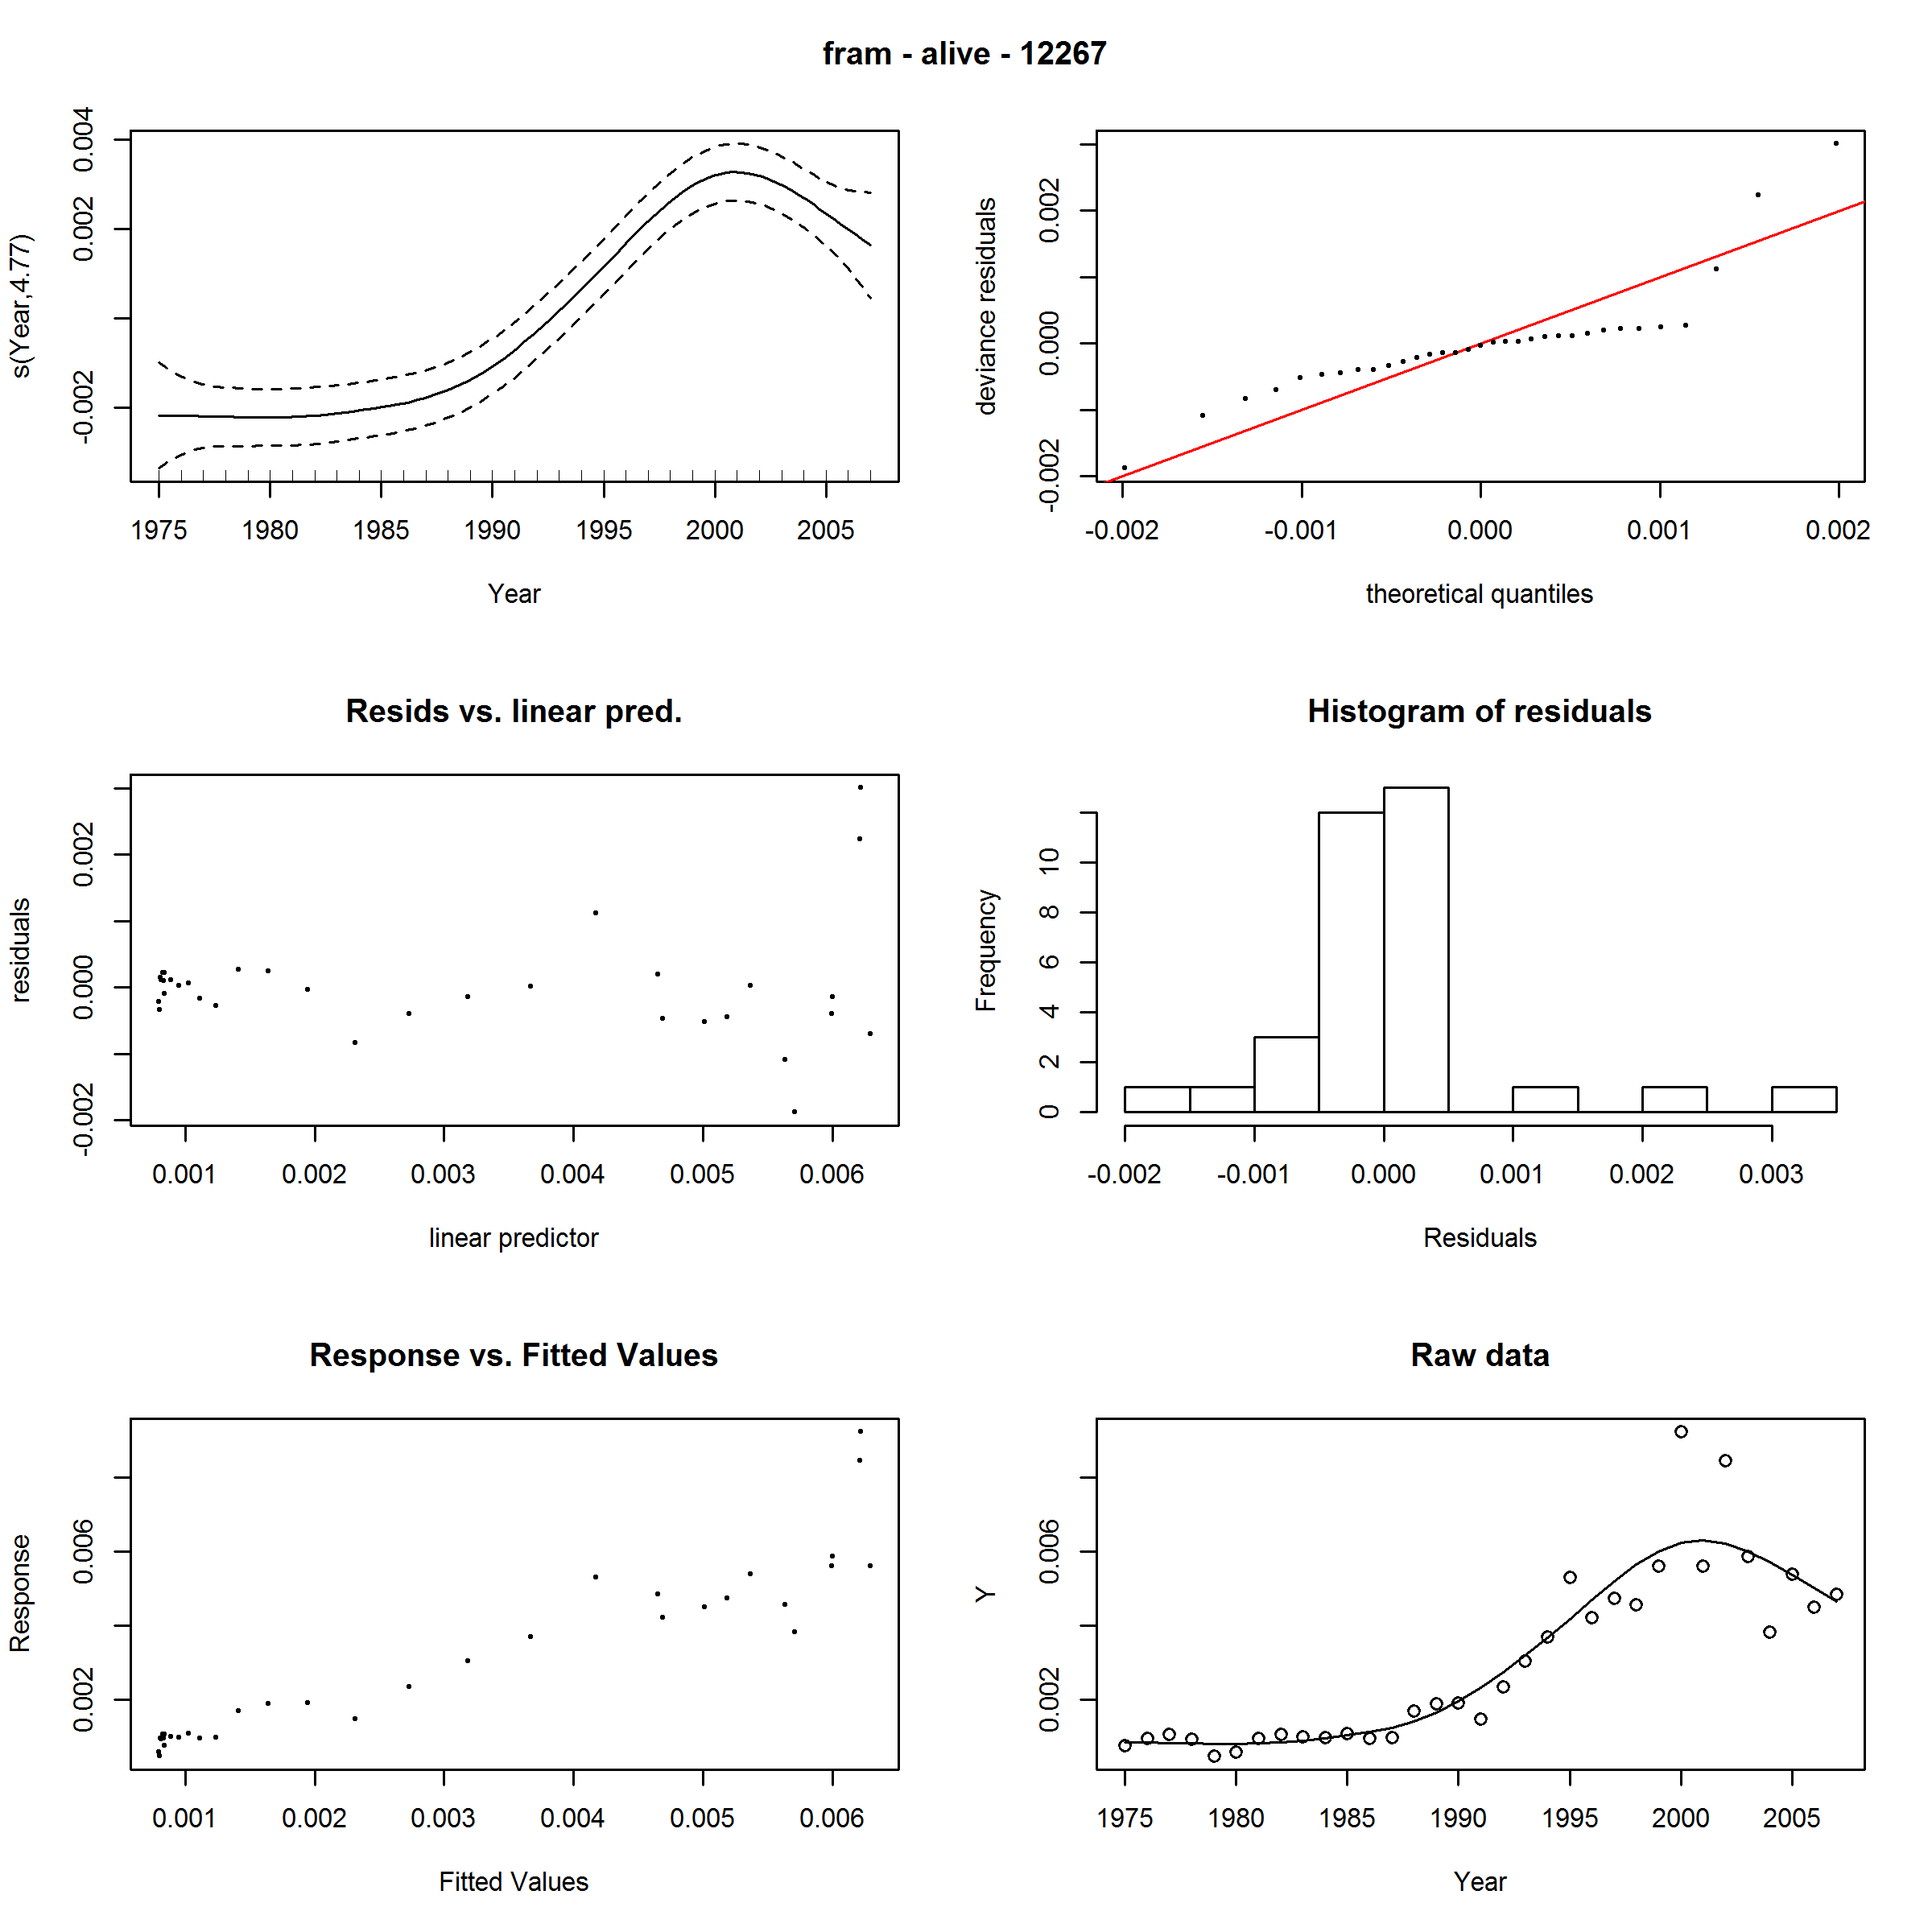 fram - alive - 12267
s(Year,4.77)
-0.002 0.002 0.004
1975 1980 1985 1990 1995 2000 2005
Year
deviance residuals
-0.002 0.000 0.002
-0.002 -0.001 0.000 0.001 0.002
theoretical quantiles
Resids vs. linear pred.
residuals
-0.002 0.000 0.002
0.001 0.002 0.003 0.004 0.005 0.006
linear predictor
Histogram of residuals
Frequency
0 2 4 6 8 10
-0.002 -0.001 0.000 0.001 0.002 0.003
Residuals
Response vs. Fitted Values
Response
0.002 0.006
0.001 0.002 0.003 0.004 0.005 0.006
Fitted Values
Raw data
Y
0.002 0.006
1975 1980 1985 1990 1995 2000 2005
Year